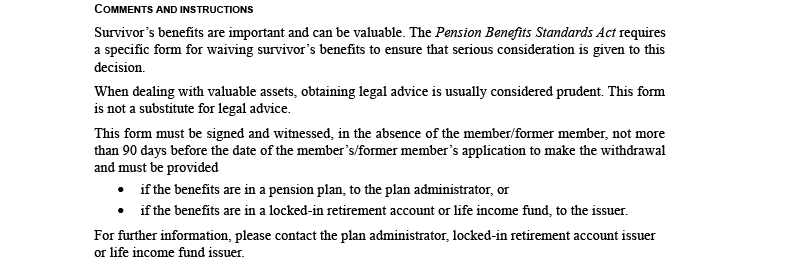 COMMENTS AND INSTRUCTIONS
Survivor’s benefits are important and can be valuable. The Pension Benefits Standards Act requires
a specific form for waiving survivor’s benefits to ensure that serious consideration is given to this
decision.
When dealing with valuable assets, obtaining legal advice is usually considered prudent. This form
is not a substitute for legal advice.
This form must be signed and witnessed, in the absence of the member/former member, not more
than 90 days before the date of the member’s/former member’s application to make the withdrawal
and must be provided
• if the benefits are in a pension plan, to the plan administrator, or
• if the benefits are in a locked-in retirement account or life income fund, to the issuer.
For further information, please contact the plan administrator, locked-in retirement account issuer
or life income fund issuer.